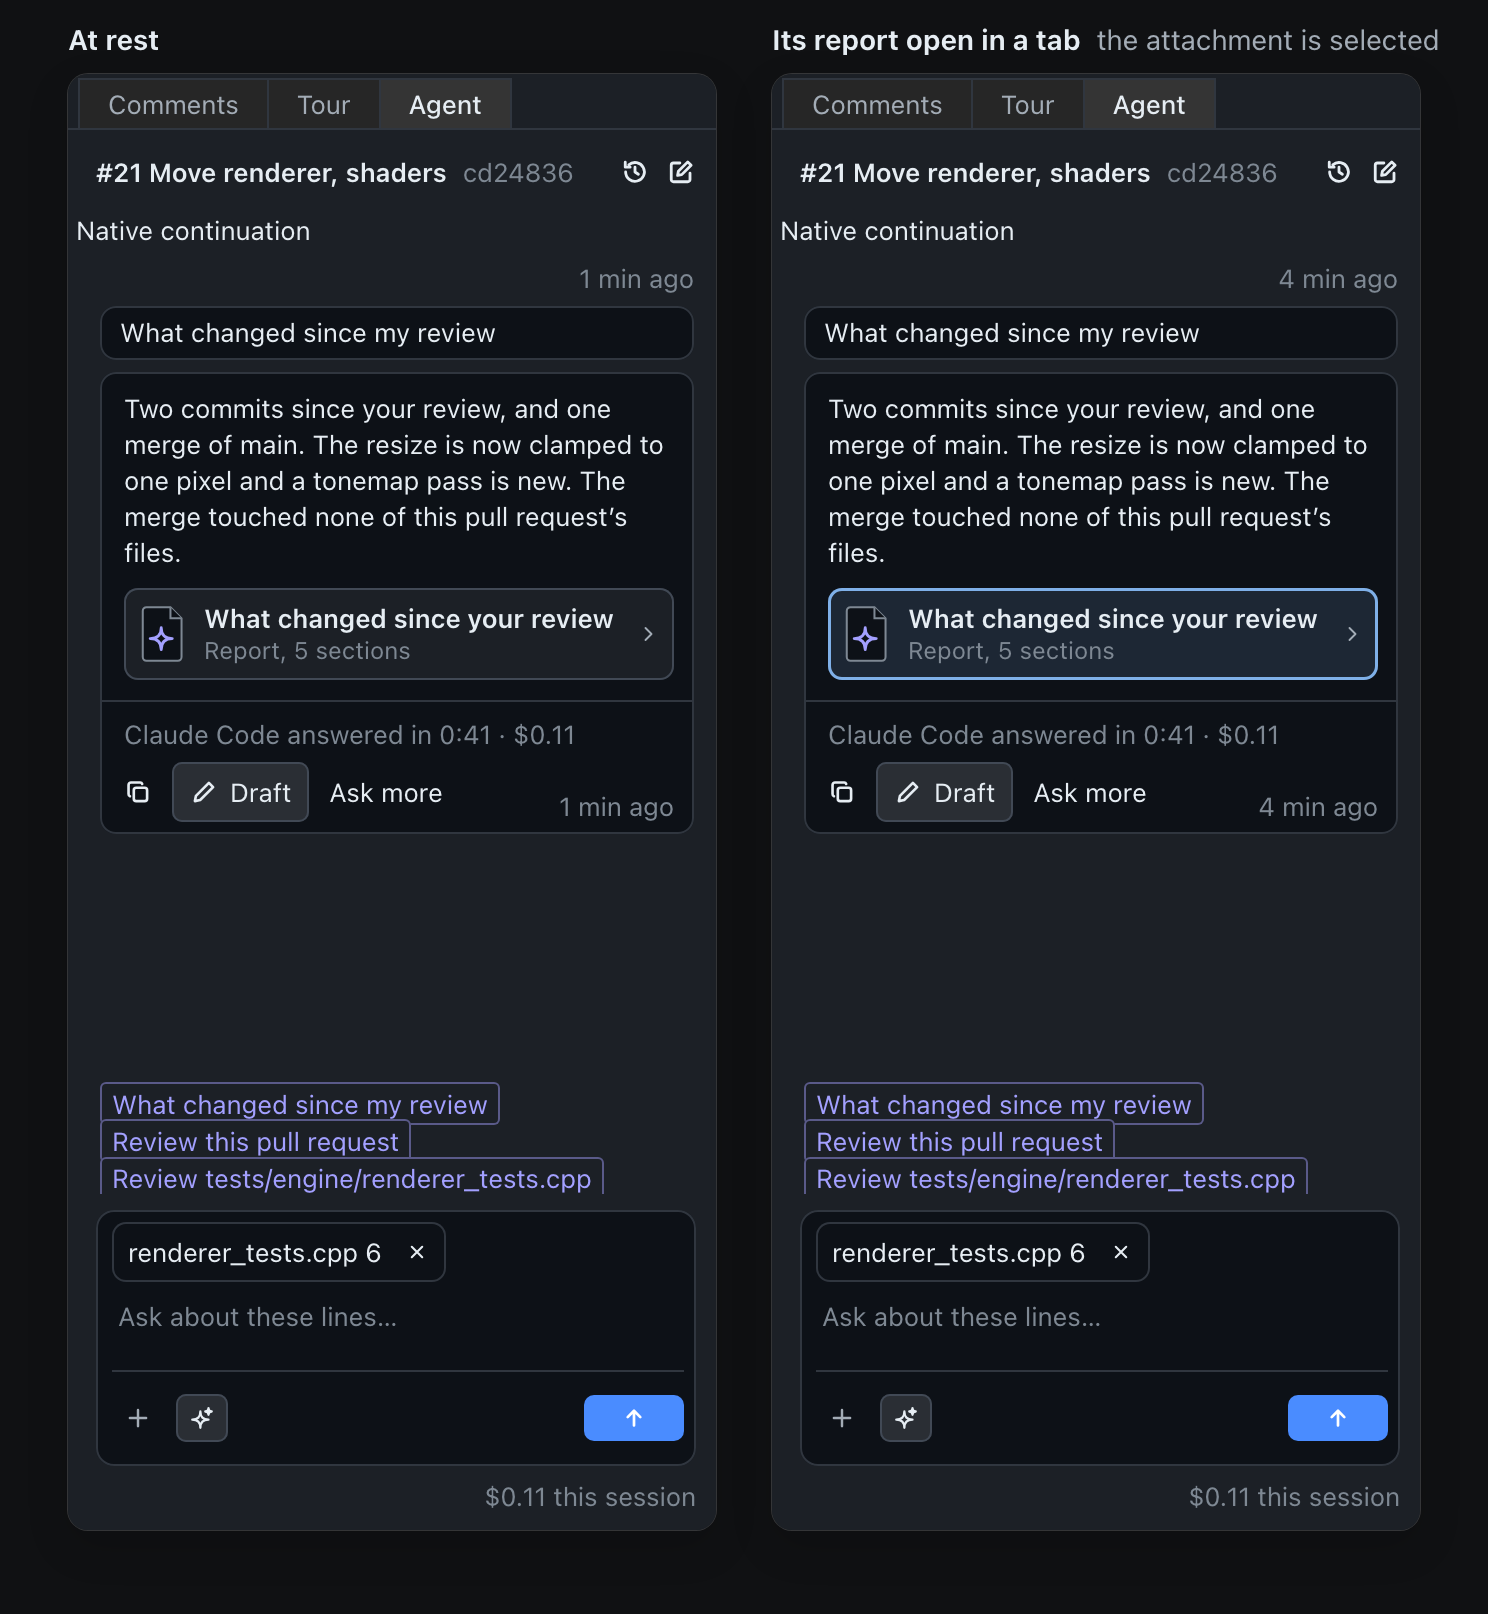 At rest
Comments Tour Agent
#21 Move renderer, shaders cd24836
Native continuation
1 min ago
What changed since my review
Two commits since your review, and one
merge of main. The resize is now clamped to
one pixel and a tonemap pass is new. The
merge touched none of this pull request’s
files.
What changed since your review
Report, 5 sections
Claude Code answered in 0:41 · $0.11
Draft Ask more 1 min ago
What changed since my review
Review this pull request
Review tests/engine/renderer_tests.cpp
renderer_tests.cpp 6 ×
Ask about these lines...
$0.11 this session
Its report open in a tab the attachment is selected
Comments Tour Agent
#21 Move renderer, shaders cd24836
Native continuation
4 min ago
What changed since my review
Two commits since your review, and one
merge of main. The resize is now clamped to
one pixel and a tonemap pass is new. The
merge touched none of this pull request’s
files.
What changed since your review
Report, 5 sections
Claude Code answered in 0:41 · $0.11
Draft Ask more 4 min ago
What changed since my review
Review this pull request
Review tests/engine/renderer_tests.cpp
renderer_tests.cpp 6 ×
Ask about these lines...
$0.11 this session